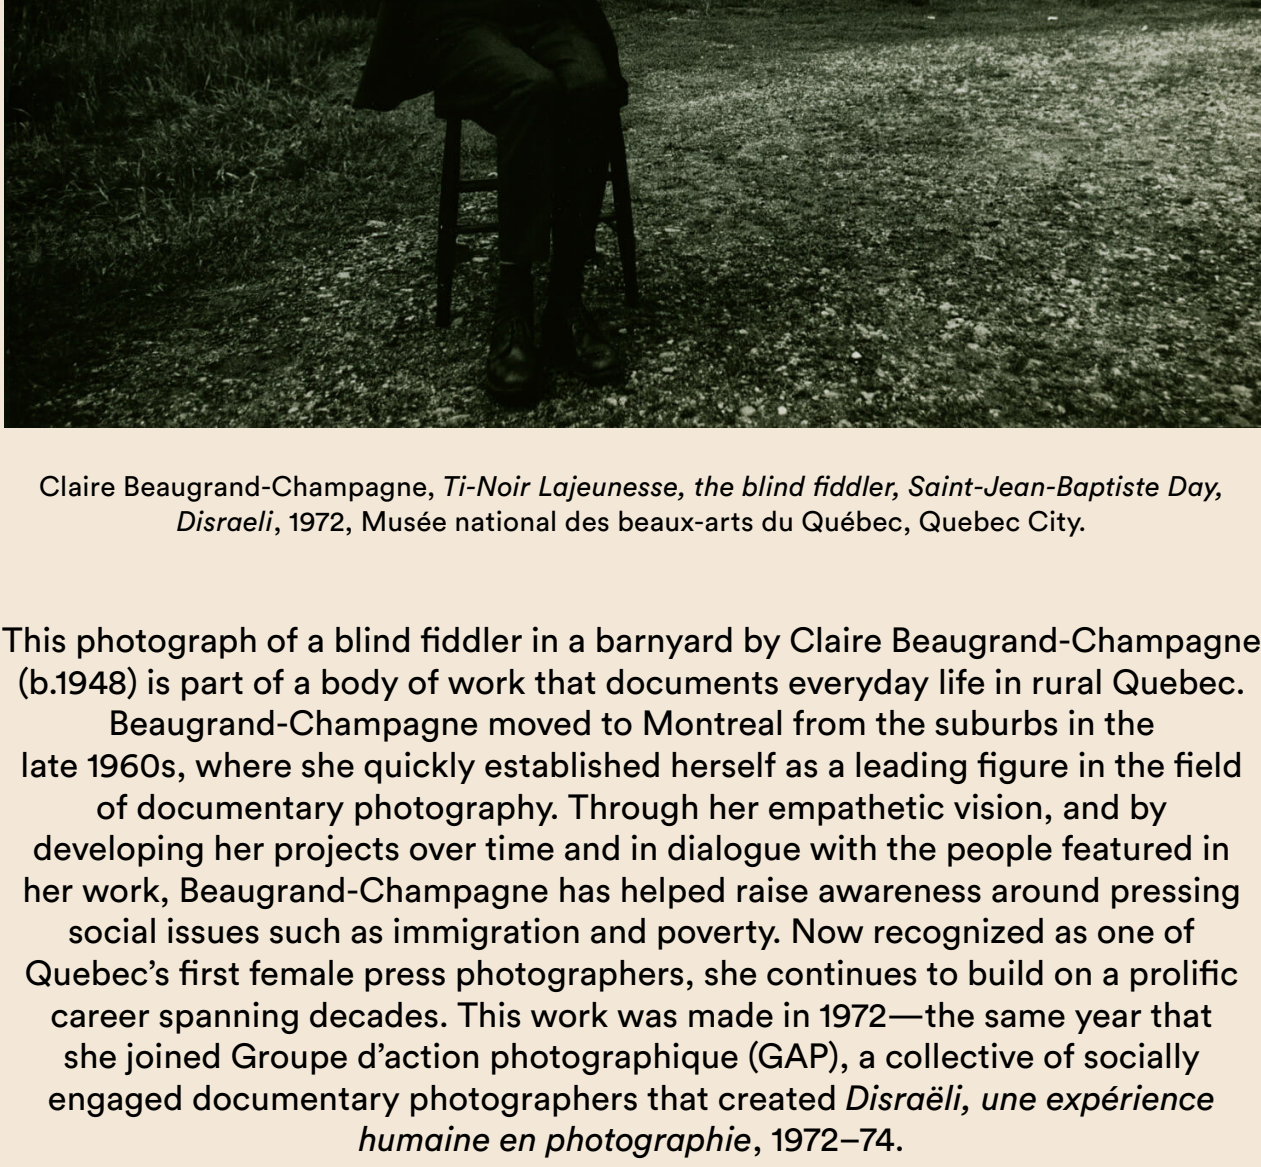 Claire Beaugrand-Champagne, Ti-Noir Lajeunesse, the blind fiddler, Saint-Jean-Baptiste Day,
Disraeli, 1972, Musée national des beaux-arts du Québec, Quebec City.
This photograph of a blind fiddler in a barnyard by Claire Beaugrand-Champagne
(b.1948) is part of a body of work that documents everyday life in rural Quebec.
Beaugrand-Champagne moved to Montreal from the suburbs in the
late 1960s, where she quickly established herself as a leading figure in the field
of documentary photography. Through her empathetic vision, and by
developing her projects over time and in dialogue with the people featured in
her work, Beaugrand-Champagne has helped raise awareness around pressing
social issues such as immigration and poverty. Now recognized as one of
Quebec’s first female press photographers, she continues to build on a prolific
career spanning decades. This work was made in 1972—the same year that
she joined Groupe d’action photographique (GAP), a collective of socially
engaged documentary photographers that created Disraëli, une expérience
humaine en photographie, 1972–74.